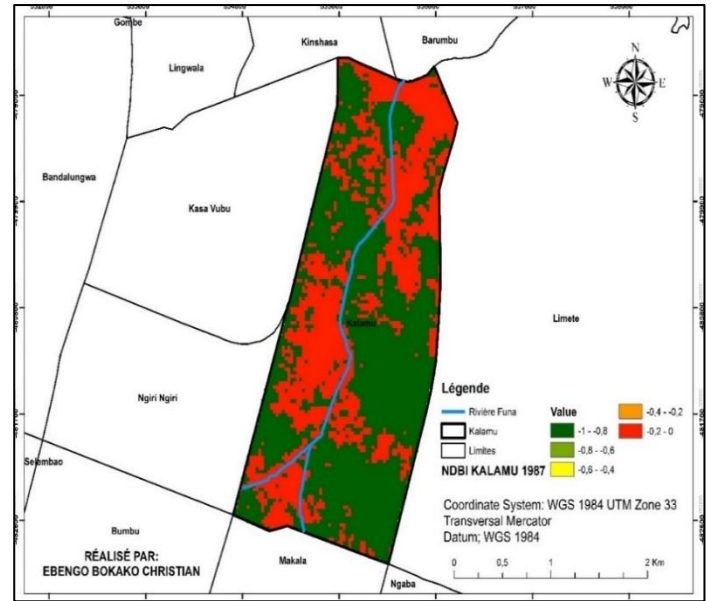 Gombe
Kinshasa
Barumbu
Lingwala
N
W
E
S
Bandalungwa
Kasa Vubu
Limete
Kalamu
Ngiri Ngiri
Selembao
Bumbu
Makala
Ngaba
RÉALISÉ PAR:
EBENGO BOKAKO CHRISTIAN
Légende
Rivière Funa
Kalamu
Limites
NDBI KALAMU 1987
Value
-1 - -0,8
-0,8 - -0,6
-0,6 - -0,4
-0,4 - -0,2
-0,2 - 0
Coordinate System: WGS 1984 UTM Zone 33
Transversal Mercator
Datum; WGS 1984
0 0,5 1 2 Km